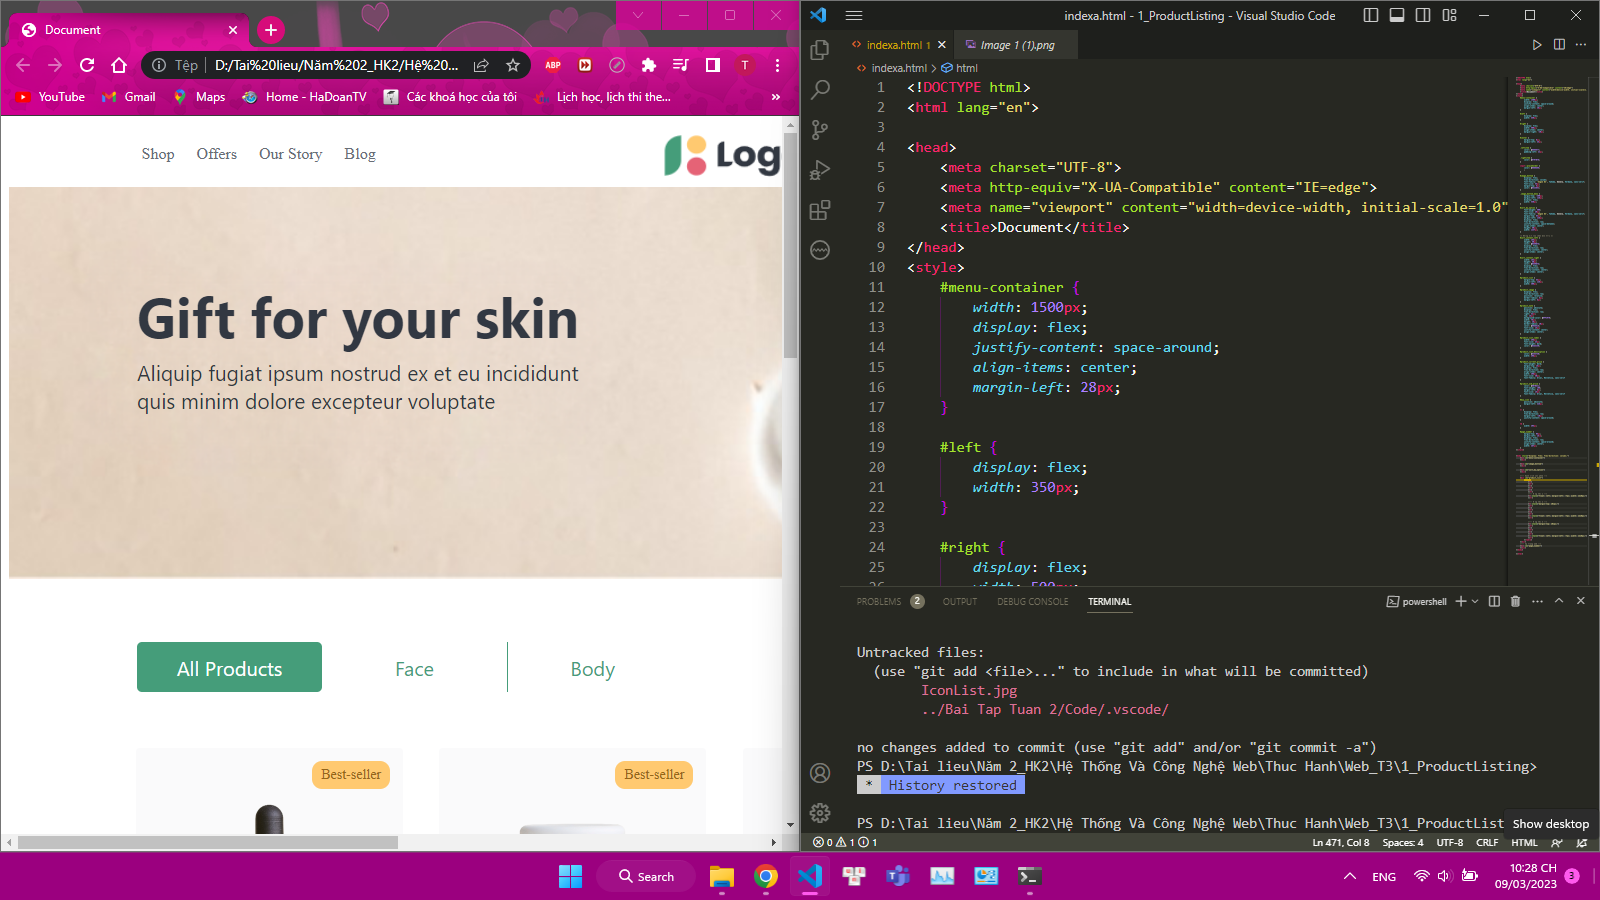 Document
Tệp
D:/Tai%20lieu/Năm%202_HK2/Hệ%20...
ABP
T
YouTube
Gmail
Maps
Home - HaDoanTV
Các khoá học của tôi
Lịch học, lịch thi the...
»
Shop Offers Our Story Blog
Log
Gift for your skin
Aliquip fugiat ipsum nostrud ex et eu incididunt
quis minim dolore excepteur voluptate
All Products Face Body
Best-seller Best-seller
indexa.html - 1_ProductListing - Visual Studio Code
indexa.html 1
Image 1 (1).png
indexa.html > html
1 <!DOCTYPE html>
2 <html lang="en">
3
4 <head>
5 <meta charset="UTF-8">
6 <meta http-equiv="X-UA-Compatible" content="IE=edge">
7 <meta name="viewport" content="width=device-width, initial-scale=1.0"
8 <title>Document</title>
9 </head>
10 <style>
11 #menu-container {
12 width: 1500px;
13 display: flex;
14 justify-content: space-around;
15 align-items: center;
16 margin-left: 28px;
17 }
18
19 #left {
20 display: flex;
21 width: 350px;
22 }
23
24 #right {
25 display: flex;
26 width: 500px;
PROBLEMS 2 OUTPUT DEBUG CONSOLE TERMINAL
powershell
Untracked files:
(use "git add <file>..." to include in what will be committed)
IconList.jpg
../Bai Tap Tuan 2/Code/.vscode/
no changes added to commit (use "git add" and/or "git commit -a")
PS D:\Tai lieu\Năm 2_HK2\Hệ Thống Và Công Nghệ Web\Thuc Hanh\Web_T3\1_ProductListing>
* History restored
PS D:\Tai lieu\Năm 2_HK2\Hệ Thống Và Công Nghệ Web\Thuc Hanh\Web_T3\1_ProductList
Show desktop
0 1 1
Ln 471, Col 8 Spaces: 4 UTF-8 CRLF HTML
Search
ENG
10:28 CH
09/03/2023
3